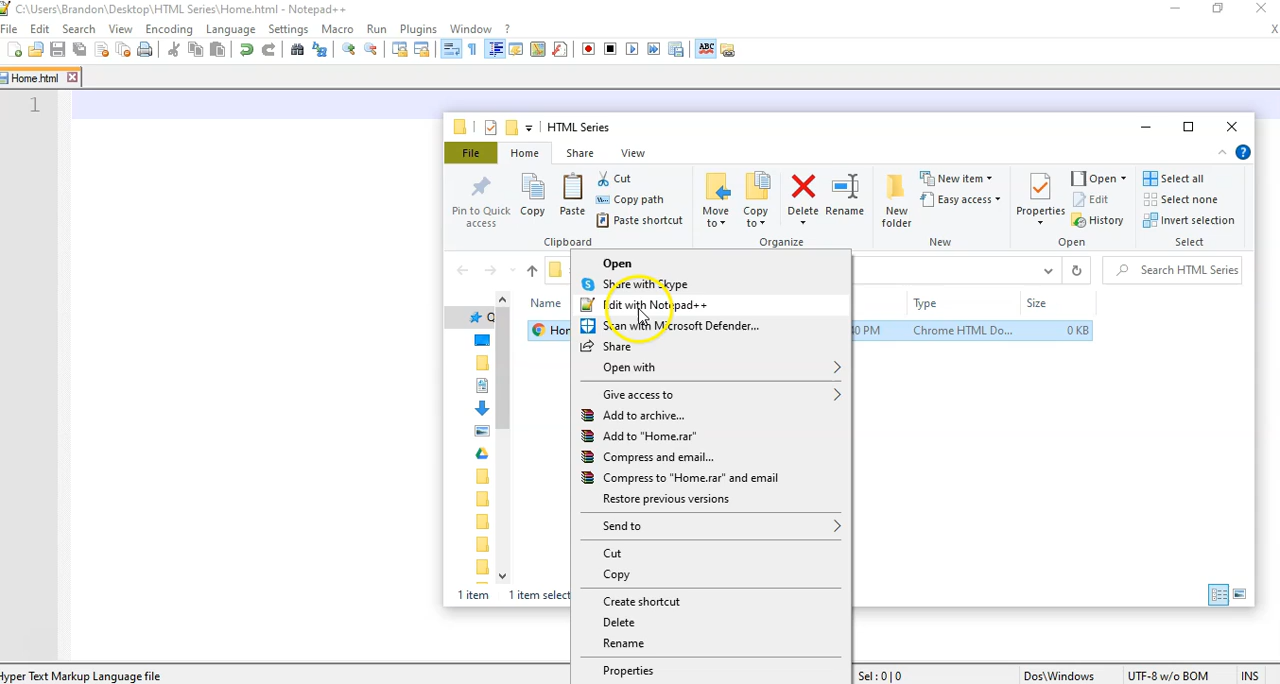 C:\Users\Brandon\Desktop\HTML Series\Home.html - Notepad++
File Edit Search View Encoding Language Settings Macro Run Plugins Window ? X
ABC
Home.html
1
HTML Series
File Home Share View
Pin to Quick access
Copy
Paste
Cut
Copy path
Paste shortcut
Clipboard
Move to
Copy to
Delete
Rename
Organize
New folder
New item
Easy access
New
Properties
Open
Edit
History
Open
Select all
Select none
Invert selection
Select
Search HTML Series
Name Type Size
Q
Hom 0 PM Chrome HTML Do... 0 KB
Open
Share with Skype
Edit with Notepad++
Scan with Microsoft Defender...
Share
Open with
Give access to
Add to archive...
Add to "Home.rar"
Compress and email...
Compress to "Home.rar" and email
Restore previous versions
Send to
Cut
Copy
Create shortcut
Delete
Rename
Properties
1 item 1 item select
yper Text Markup Language file Sel : 0 | 0 Dos\Windows UTF-8 w/o BOM INS